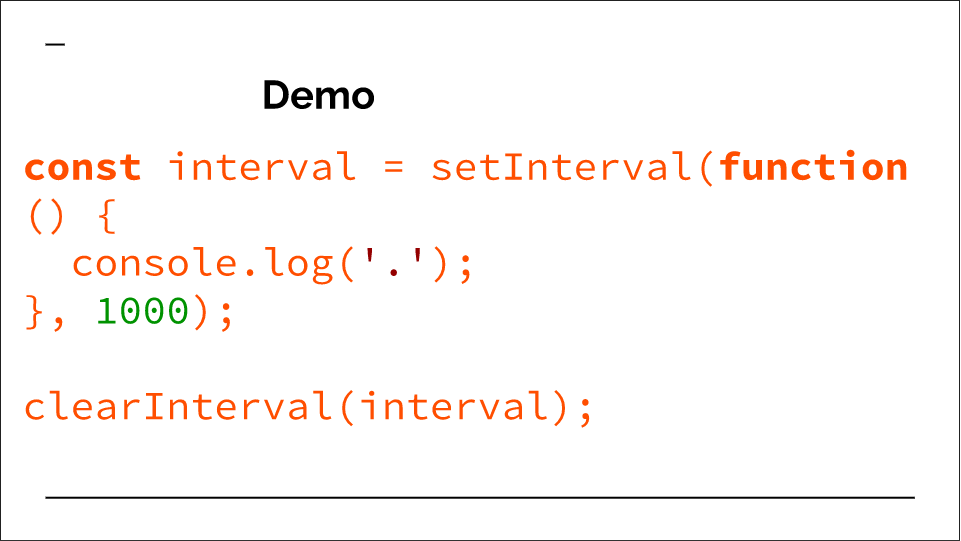 Demo
const interval = setInterval(function
() {
  console.log('.');
}, 1000);
clearInterval(interval);